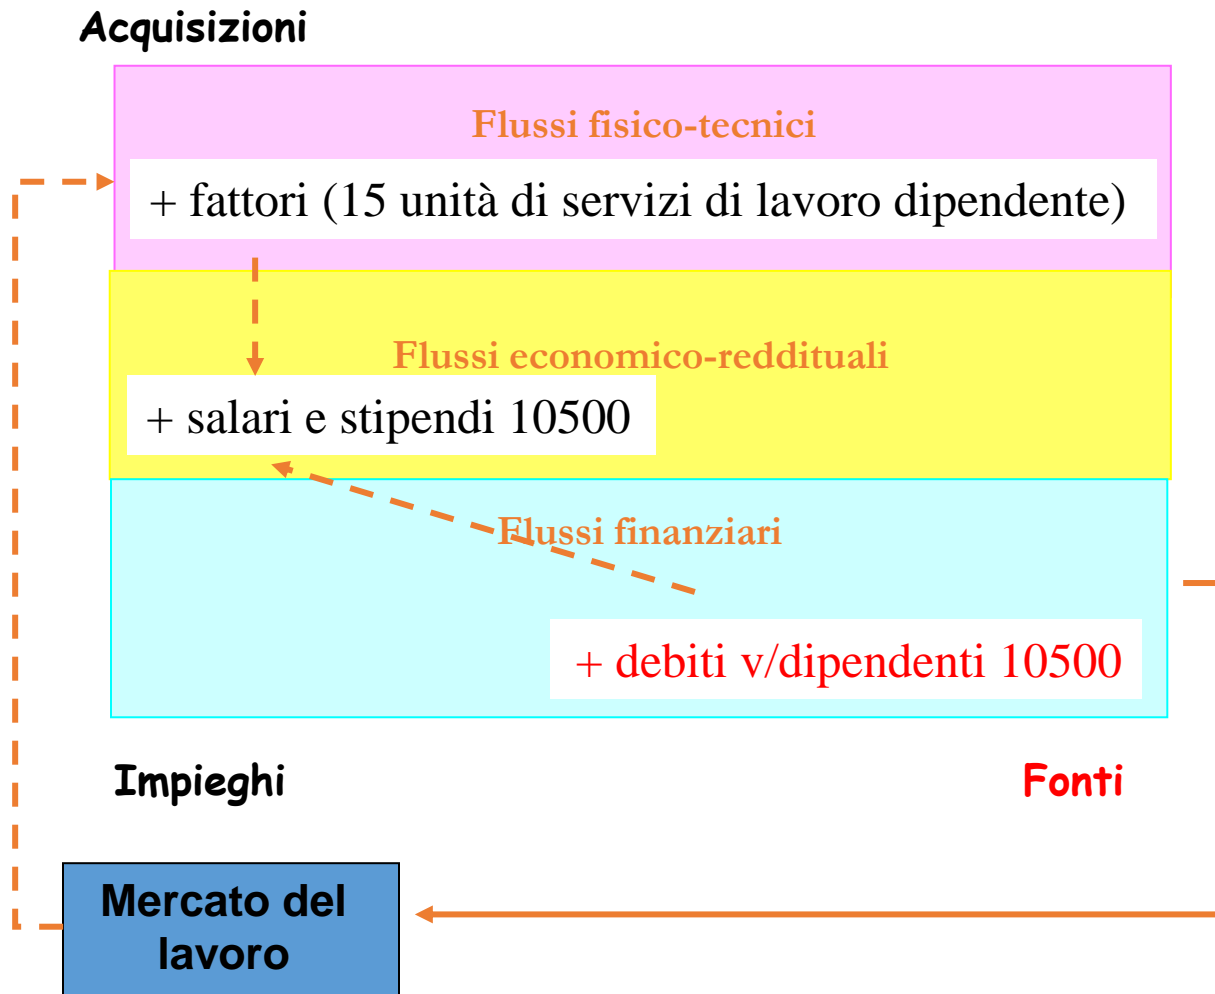 Acquisizioni
Flussi fisico-tecnici
+ fattori (15 unità di servizi di lavoro dipendente)
Flussi economico-reddituali
+ salari e stipendi 10500
Flussi finanziari
+ debiti v/dipendenti 10500
Impieghi
Fonti
Mercato del
lavoro